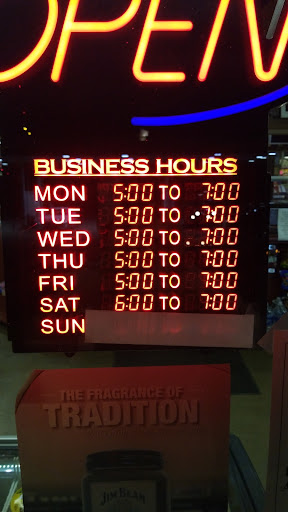 OPEN
BUSINESS HOURS
MON 5:00 TO 7:00
TUE 5:00 TO 7:00
WED 5:00 TO 7:00
THU 5:00 TO 7:00
FRI 5:00 TO 7:00
SAT 6:00 TO 7:00
SUN
THE FRAGRANCE OF
TRADITION
JIM BEAM